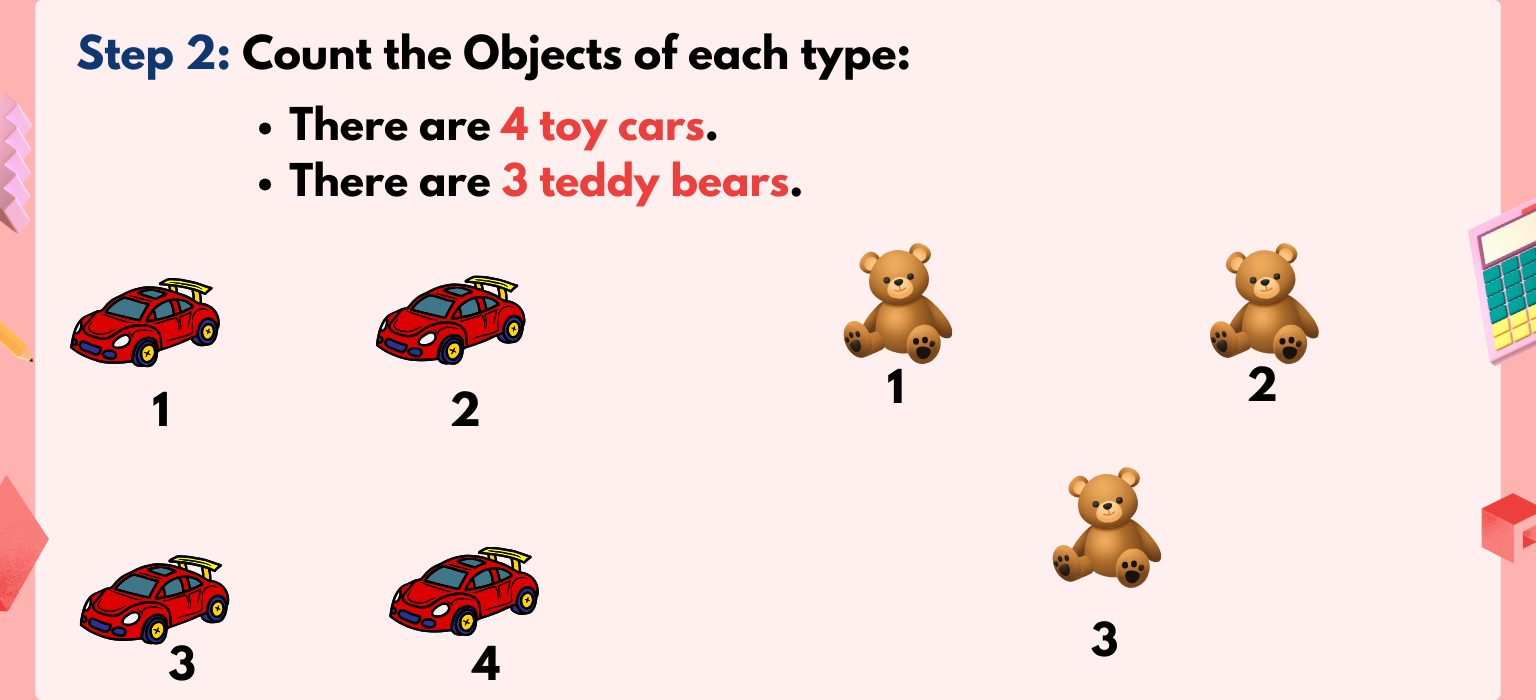 Step 2: Count the Objects of each type:
• There are 4 toy cars.
• There are 3 teddy bears.
1
2
1
2
3
4
3